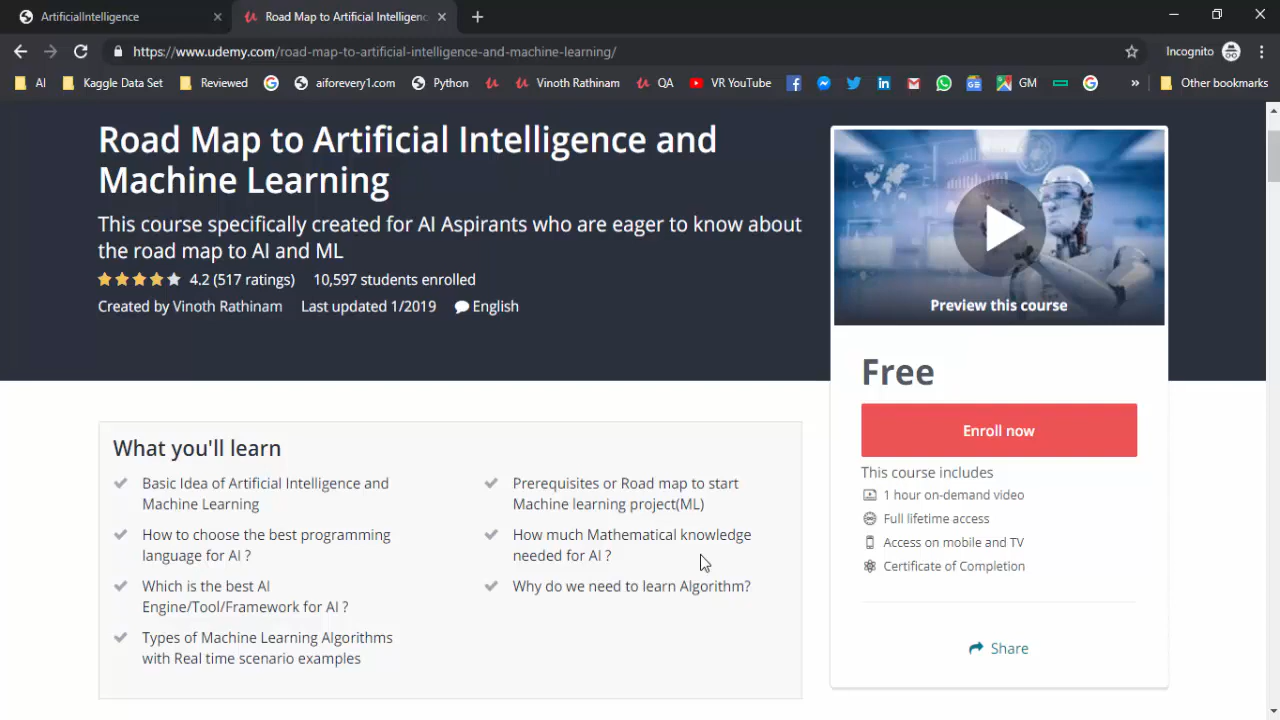 ArtificialIntelligence
Road Map to Artificial Intelligenc
https://www.udemy.com/road-map-to-artificial-intelligence-and-machine-learning/
Incognito
AI
Kaggle Data Set
Reviewed
aiforevery1.com
Python
Vinoth Rathinam
QA
VR YouTube
GM
Other bookmarks
Road Map to Artificial Intelligence and
Machine Learning
This course specifically created for AI Aspirants who are eager to know about
the road map to AI and ML
4.2 (517 ratings) 10,597 students enrolled
Created by Vinoth Rathinam Last updated 1/2019 English
Preview this course
Free
Enroll now
This course includes
1 hour on-demand video
Full lifetime access
Access on mobile and TV
Certificate of Completion
Share
What you'll learn
Basic Idea of Artificial Intelligence and
Machine Learning
How to choose the best programming
language for AI ?
Which is the best AI
Engine/Tool/Framework for AI ?
Types of Machine Learning Algorithms
with Real time scenario examples
Prerequisites or Road map to start
Machine learning project(ML)
How much Mathematical knowledge
needed for AI ?
Why do we need to learn Algorithm?